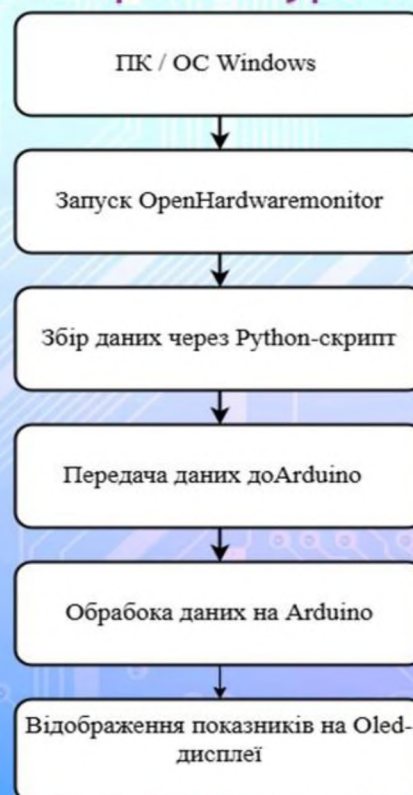 ПК / ОС Windows
Запуск OpenHardwaremonitor
Збір даних через Python-скрипт
Передача даних доArduino
Обрабока даних на Arduino
Відображення показників на Oled-
дисплеї